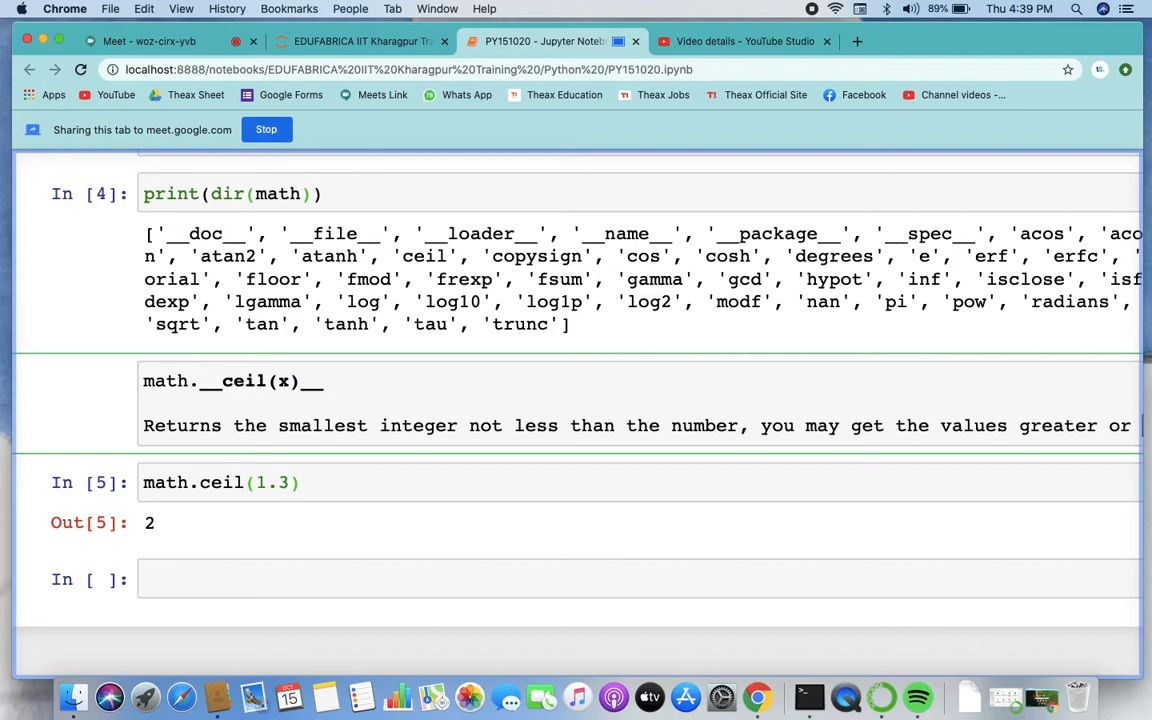 Chrome File Edit View History Bookmarks People Tab Window Help 89% Thu 4:39 PM
Meet - woz-cirx-yvb EDUFABRICA IIT Kharagpur Tra PY151020 - Jupyter Noteb Video details - YouTube Studio
localhost:8888/notebooks/EDUFABRICA%20IIT%20Kharagpur%20Training%20/Python%20/PY151020.ipynb
Apps YouTube Theax Sheet Google Forms Meets Link Whats App Theax Education Theax Jobs Theax Official Site Facebook Channel videos -...
Sharing this tab to meet.google.com Stop
In [4]: print(dir(math))
['__doc__', '__file__', '__loader__', '__name__', '__package__', '__spec__', 'acos', 'aco
n', 'atan2', 'atanh', 'ceil', 'copysign', 'cos', 'cosh', 'degrees', 'e', 'erf', 'erfc',
orial', 'floor', 'fmod', 'frexp', 'fsum', 'gamma', 'gcd', 'hypot', 'inf', 'isclose', 'isf
dexp', 'lgamma', 'log', 'log10', 'log1p', 'log2', 'modf', 'nan', 'pi', 'pow', 'radians',
'sqrt', 'tan', 'tanh', 'tau', 'trunc']
math.__ceil(x)__
Returns the smallest integer not less than the number, you may get the values greater or
In [5]: math.ceil(1.3)
Out[5]: 2
In [ ]:
OCT
15
tv